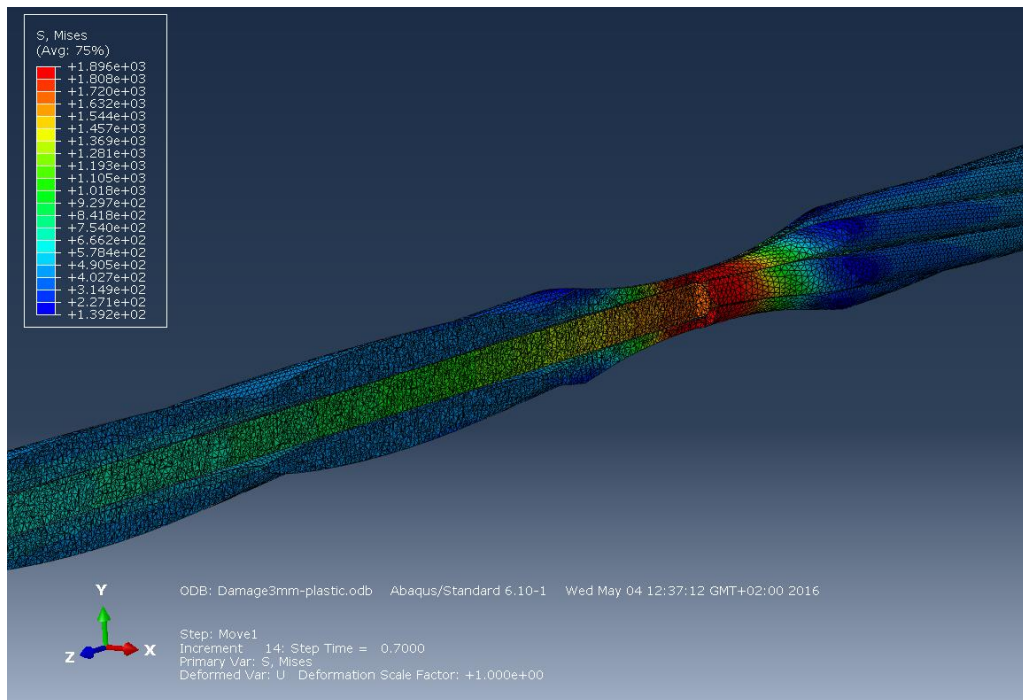 S, Mises
(Avg: 75%)
+1.896e+03
+1.808e+03
+1.720e+03
+1.632e+03
+1.544e+03
+1.457e+03
+1.369e+03
+1.281e+03
+1.193e+03
+1.105e+03
+1.018e+03
+9.297e+02
+8.418e+02
+7.540e+02
+6.662e+02
+5.784e+02
+4.905e+02
+4.027e+02
+3.149e+02
+2.271e+02
+1.392e+02
Y
Z X
ODB: Damage3mm-plastic.odb Abaqus/Standard 6.10-1 Wed May 04 12:37:12 GMT+02:00 2016
Step: Move1
Increment 14: Step Time = 0.7000
Primary Var: S, Mises
Deformed Var: U Deformation Scale Factor: +1.000e+00